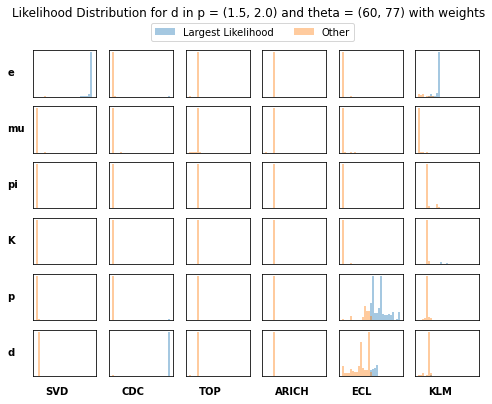 Likelihood Distribution for d in p = (1.5, 2.0) and theta = (60, 77) with weights
Largest Likelihood Other
e
mu
pi
K
p
d
SVD CDC TOP ARICH ECL KLM